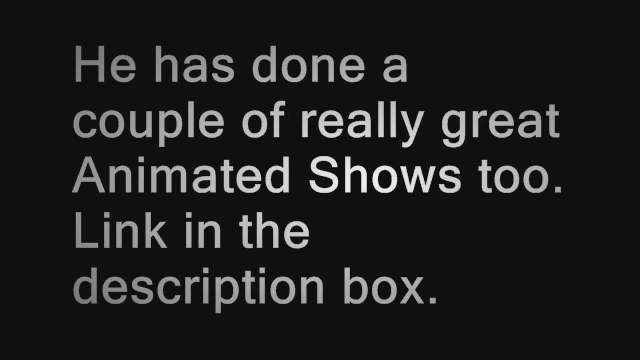 He has done a
couple of really great
Animated Shows too.
Link in the
description box.